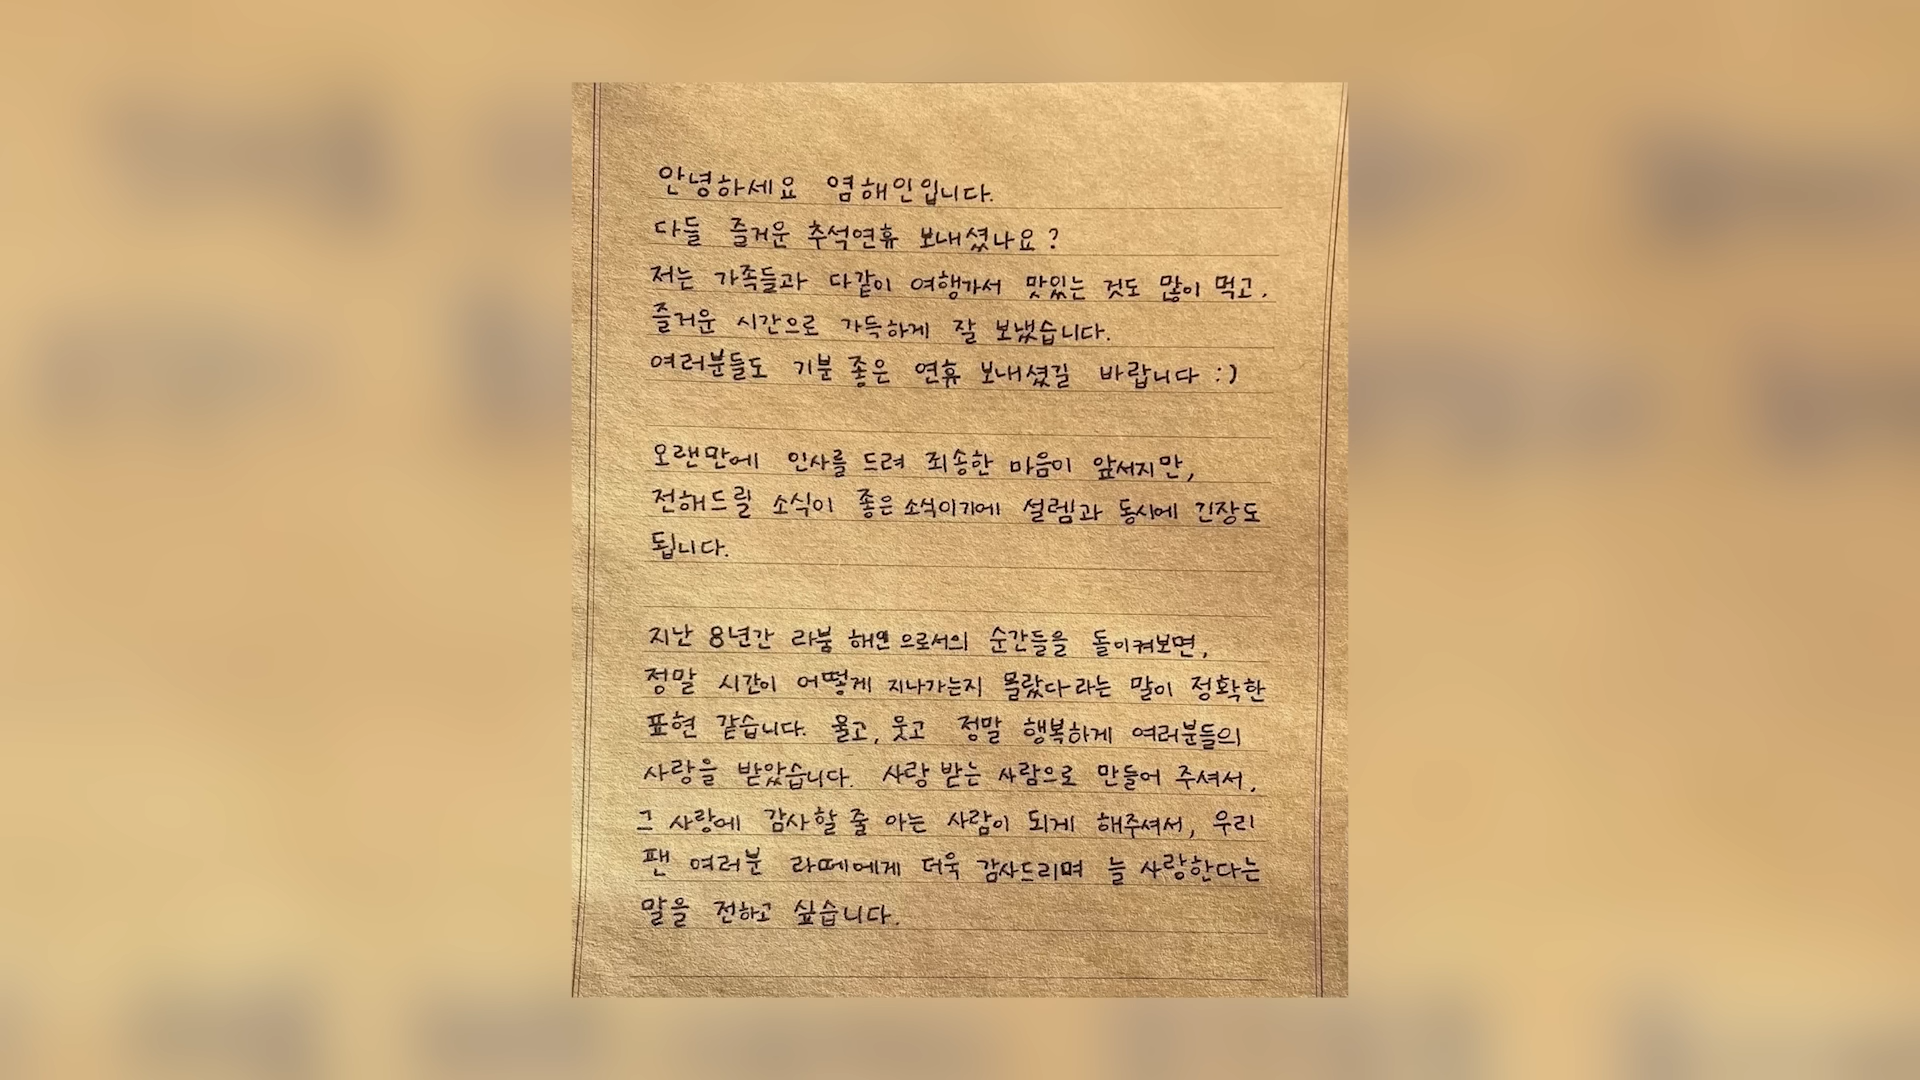 안녕하세요 염해인입니다.
다들 즐거운 추석연휴 보내셨나요?
저는 가족들과 다같이 여행가서 맛있는 것도 많이 먹고,
즐거운 시간으로 가득하게 잘 보냈습니다.
여러분들도 기분 좋은 연휴 보내셨길 바랍니다 :)
오랜만에 인사를 드려 죄송한 마음이 앞서지만,
전해드릴 소식이 좋은 소식이기에 설렘과 동시에 긴장도
됩니다.
지난 8년간 라붐 해인 으로서의 순간들을 돌이켜보면,
정말 시간이 어떻게 지나가는지 몰랐다라는 말이 정확한
표현 같습니다. 울고, 웃고 정말 행복하게 여러분들의
사랑을 받았습니다. 사랑 받는 사람으로 만들어 주셔서,
그 사랑에 감사할 줄 아는 사람이 되게 해주셔서, 우리
팬 여러분 라떼에게 더욱 감사드리며 늘 사랑한다는
말을 전하고 싶습니다.